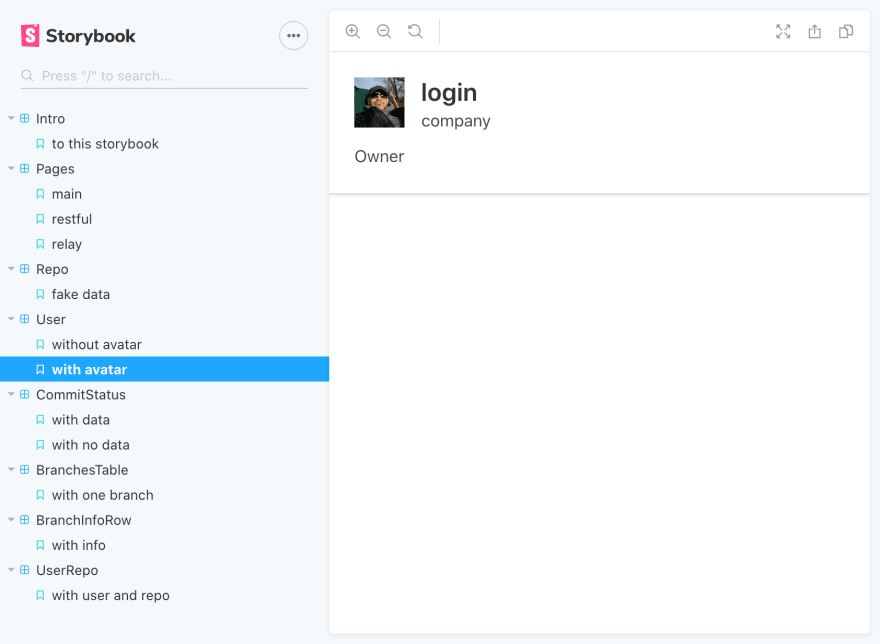 Storybook
Press "/" to search...
Intro
to this storybook
Pages
main
restful
relay
Repo
fake data
User
without avatar
with avatar
CommitStatus
with data
with no data
BranchesTable
with one branch
BranchInfoRow
with info
UserRepo
with user and repo
login
company
Owner